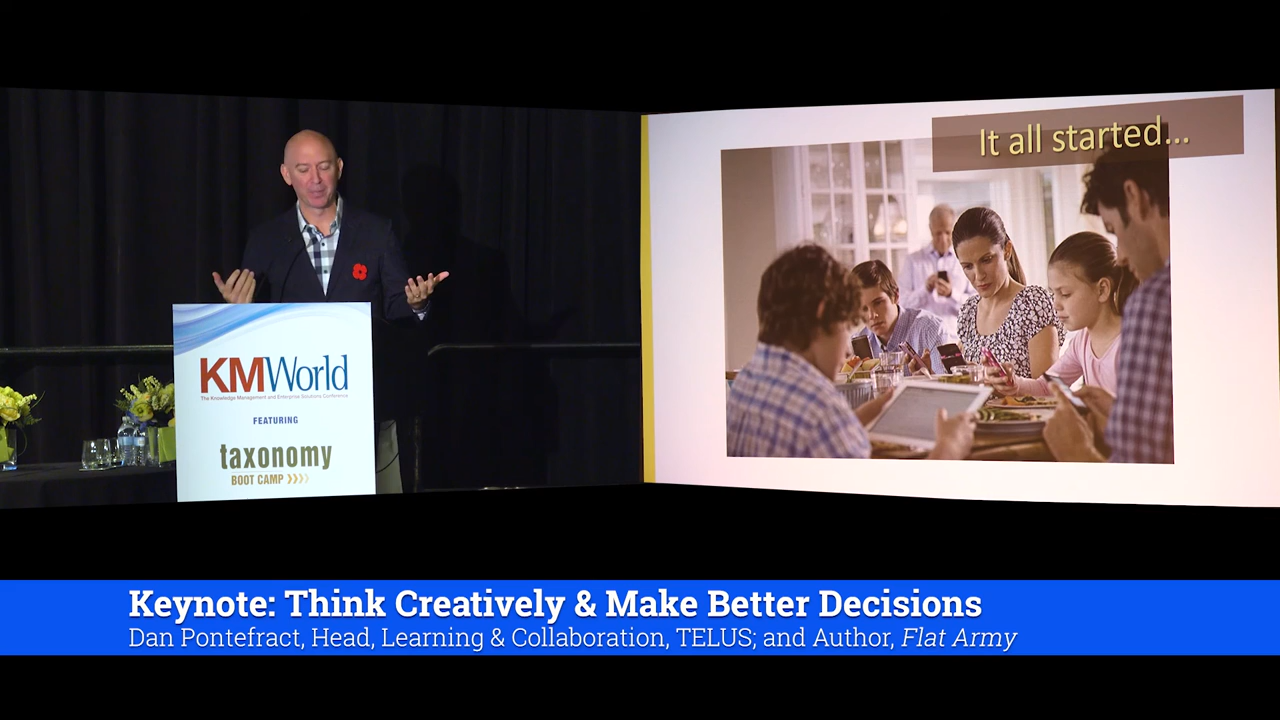 It all started...
KMWorld
The Knowledge Management and Enterprise Solutions Conference
FEATURING
taxonomy
BOOT CAMP
Keynote: Think Creatively & Make Better Decisions
Dan Pontefract, Head, Learning & Collaboration, TELUS; and Author, Flat Army